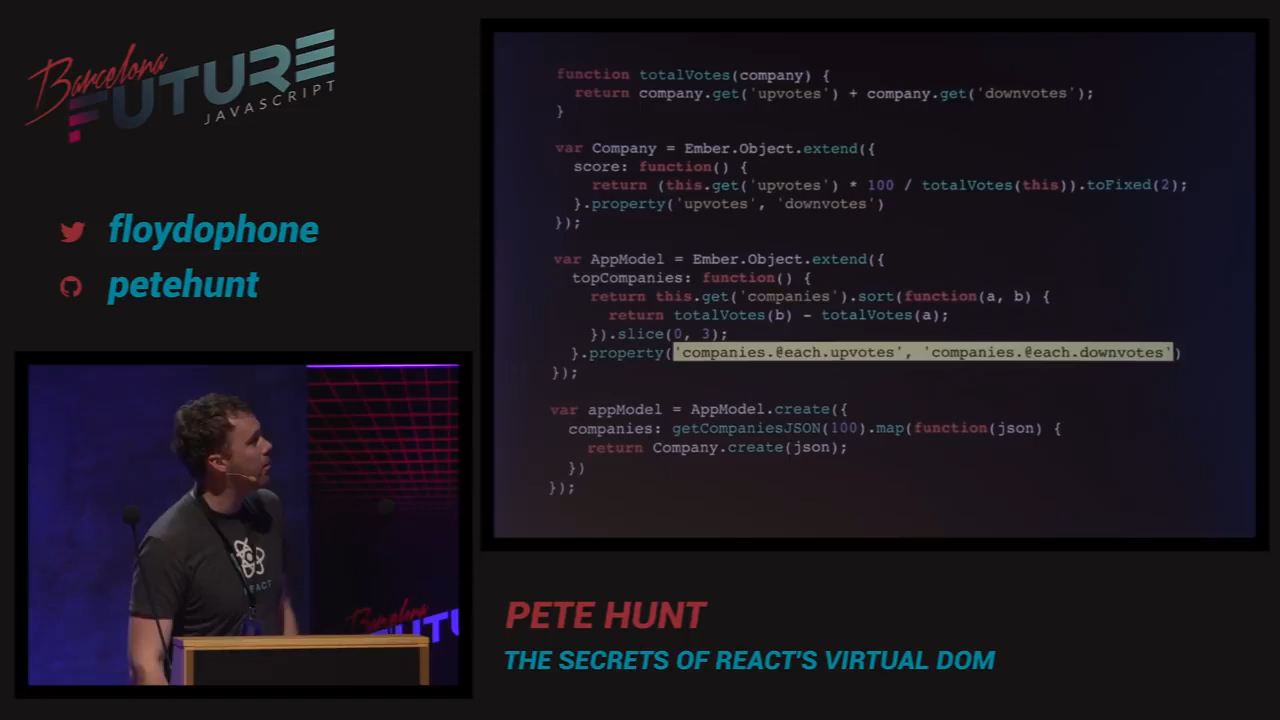 Barcelona
FUTURE
JAVASCRIPT
floydophone
petehunt
function totalVotes(company) {
return company.get('upvotes') + company.get('downvotes');
}
var Company = Ember.Object.extend({
score: function() {
return (this.get('upvotes') * 100 / totalVotes(this)).toFixed(2);
}.property('upvotes', 'downvotes')
});
var AppModel = Ember.Object.extend({
topCompanies: function() {
return this.get('companies').sort(function(a, b) {
return totalVotes(b) - totalVotes(a);
}).slice(0, 3);
}.property('companies.@each.upvotes', 'companies.@each.downvotes')
});
var appModel = AppModel.create({
companies: getCompaniesJSON(100).map(function(json) {
return Company.create(json);
})
});
REACT
Barcelona
FUTU
PETE HUNT
THE SECRETS OF REACT'S VIRTUAL DOM